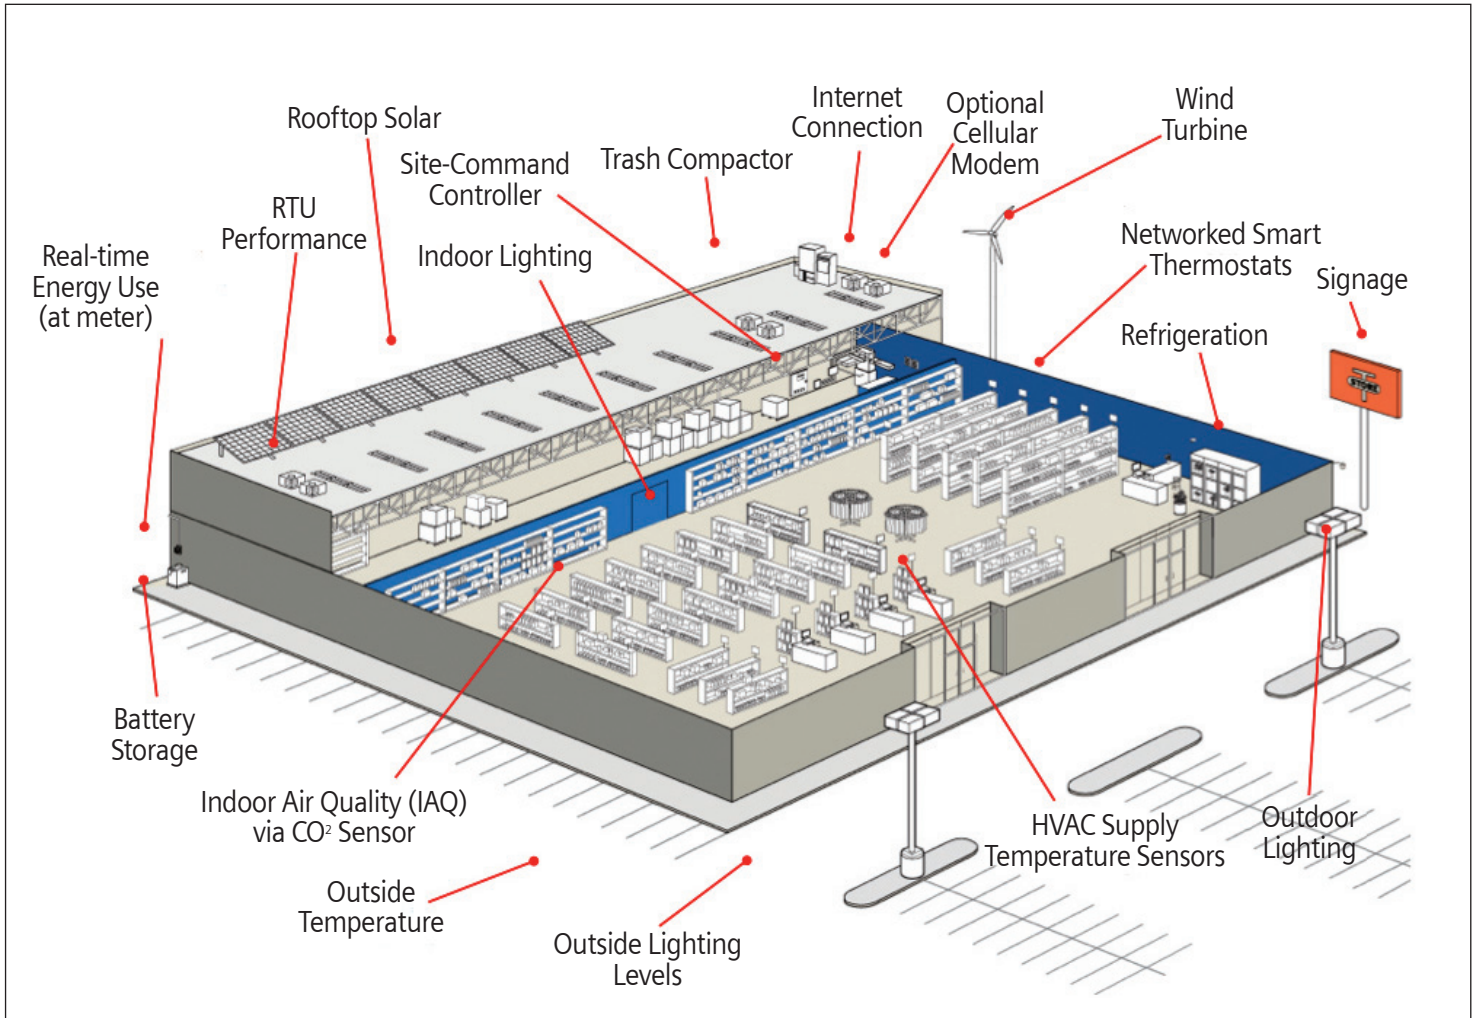 Rooftop Solar
Internet
Connection
Optional
Cellular
Modem
Wind
Turbine
Site-Command
Controller
Trash Compactor
RTU
Performance
Indoor Lighting
Networked Smart
Thermostats
Real-time
Energy Use
(at meter)
Signage
Refrigeration
STORE
Battery
Storage
Indoor Air Quality (IAQ)
via CO² Sensor
HVAC Supply
Temperature Sensors
Outdoor
Lighting
Outside
Temperature
Outside Lighting
Levels